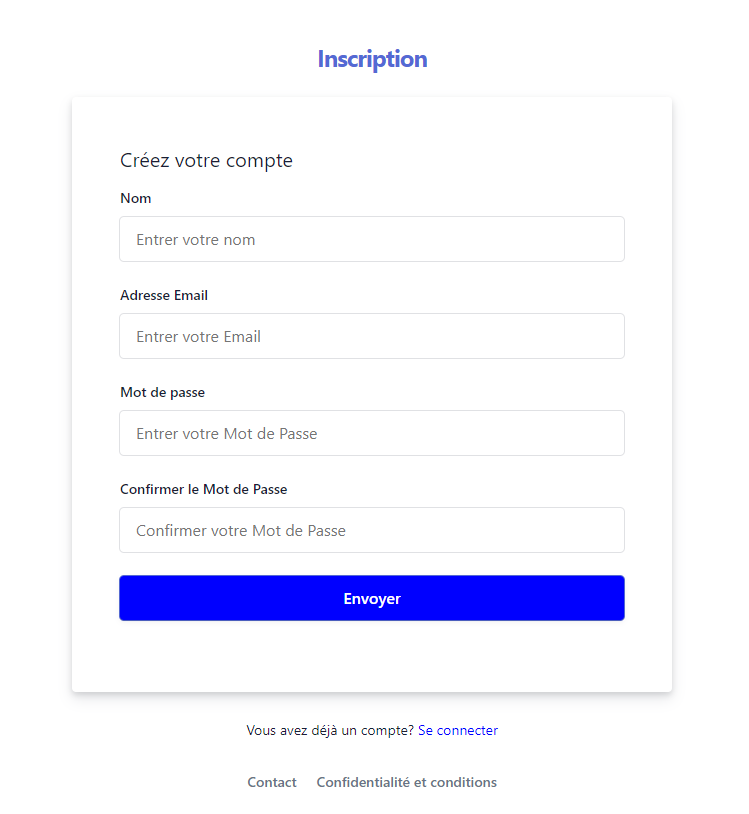 Inscription
Créez votre compte
Nom
Entrer votre nom
Adresse Email
Entrer votre Email
Mot de passe
Entrer votre Mot de Passe
Confirmer le Mot de Passe
Confirmer votre Mot de Passe
Envoyer
Vous avez déjà un compte? Se connecter
Contact Confidentialité et conditions